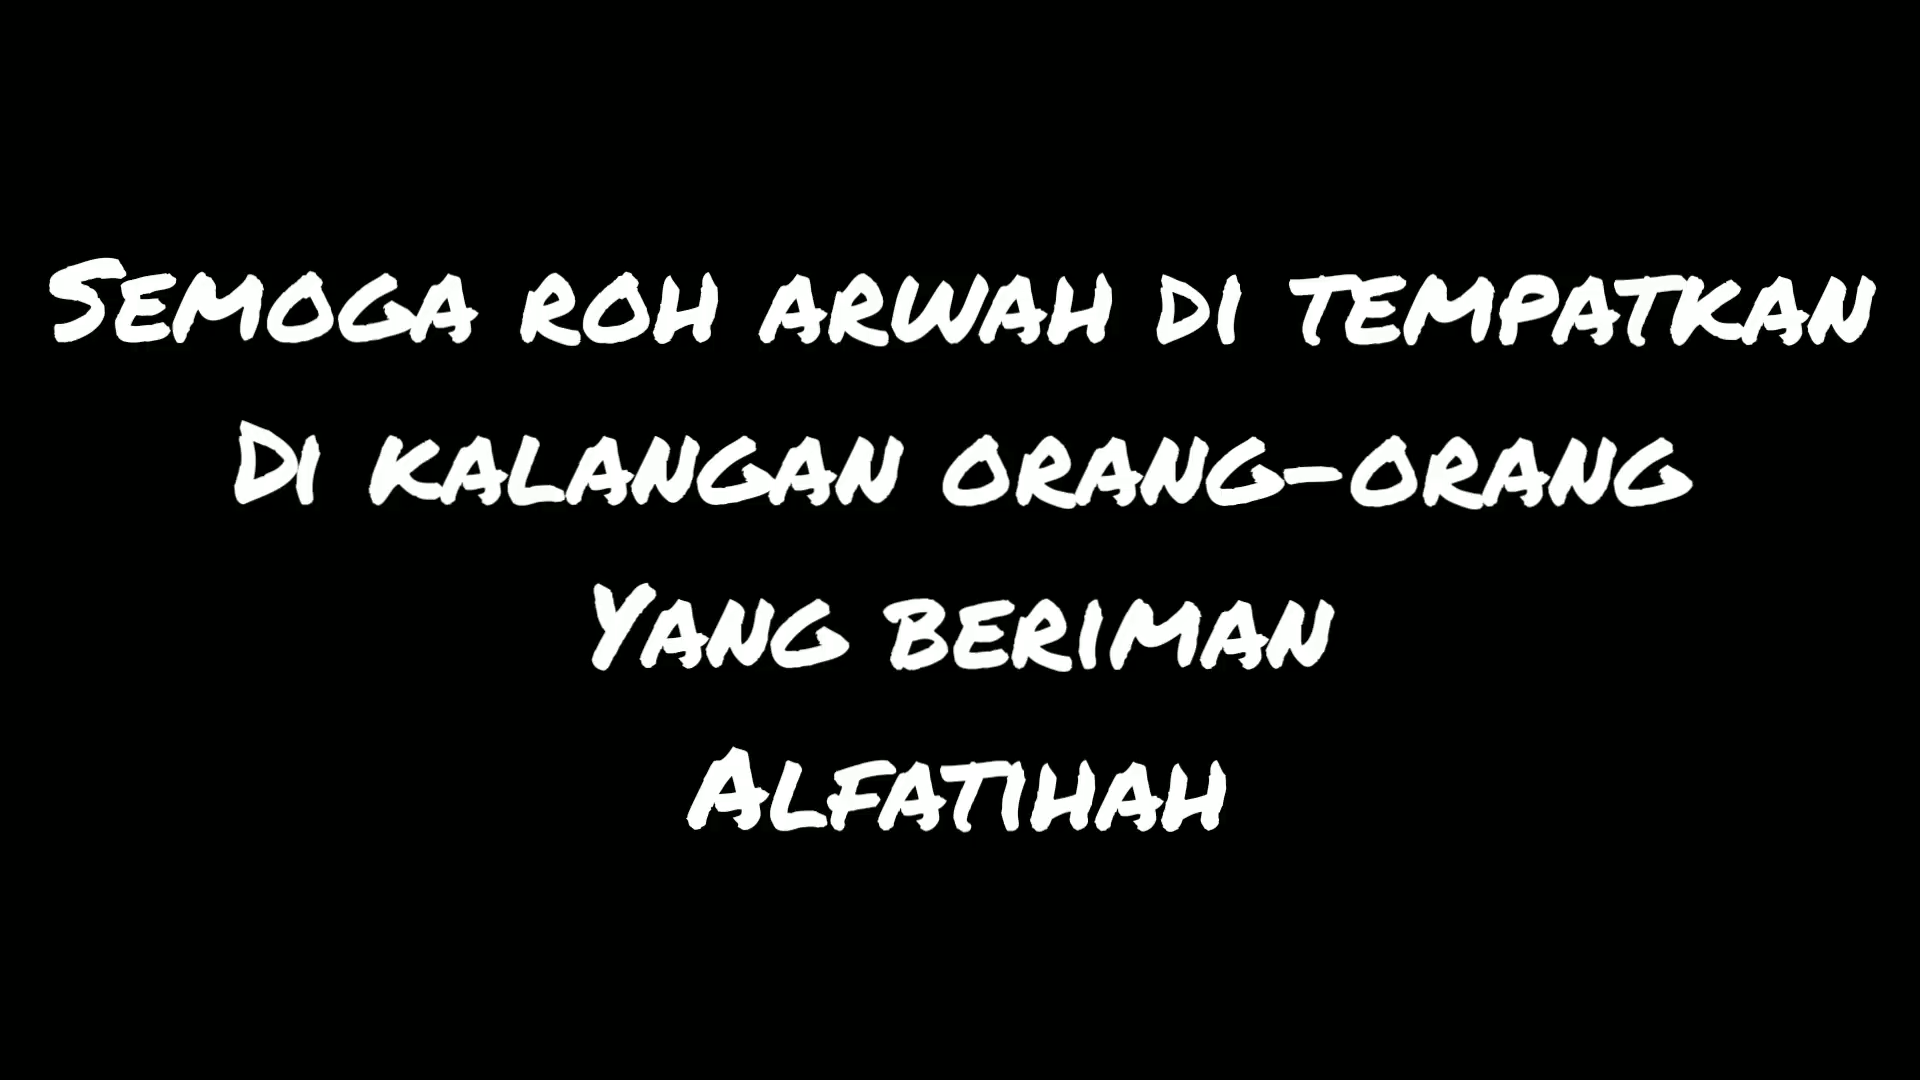 Semoga roh arwah di tempatkan
Di kalangan orang-orang
Yang beriman
Alfatihah